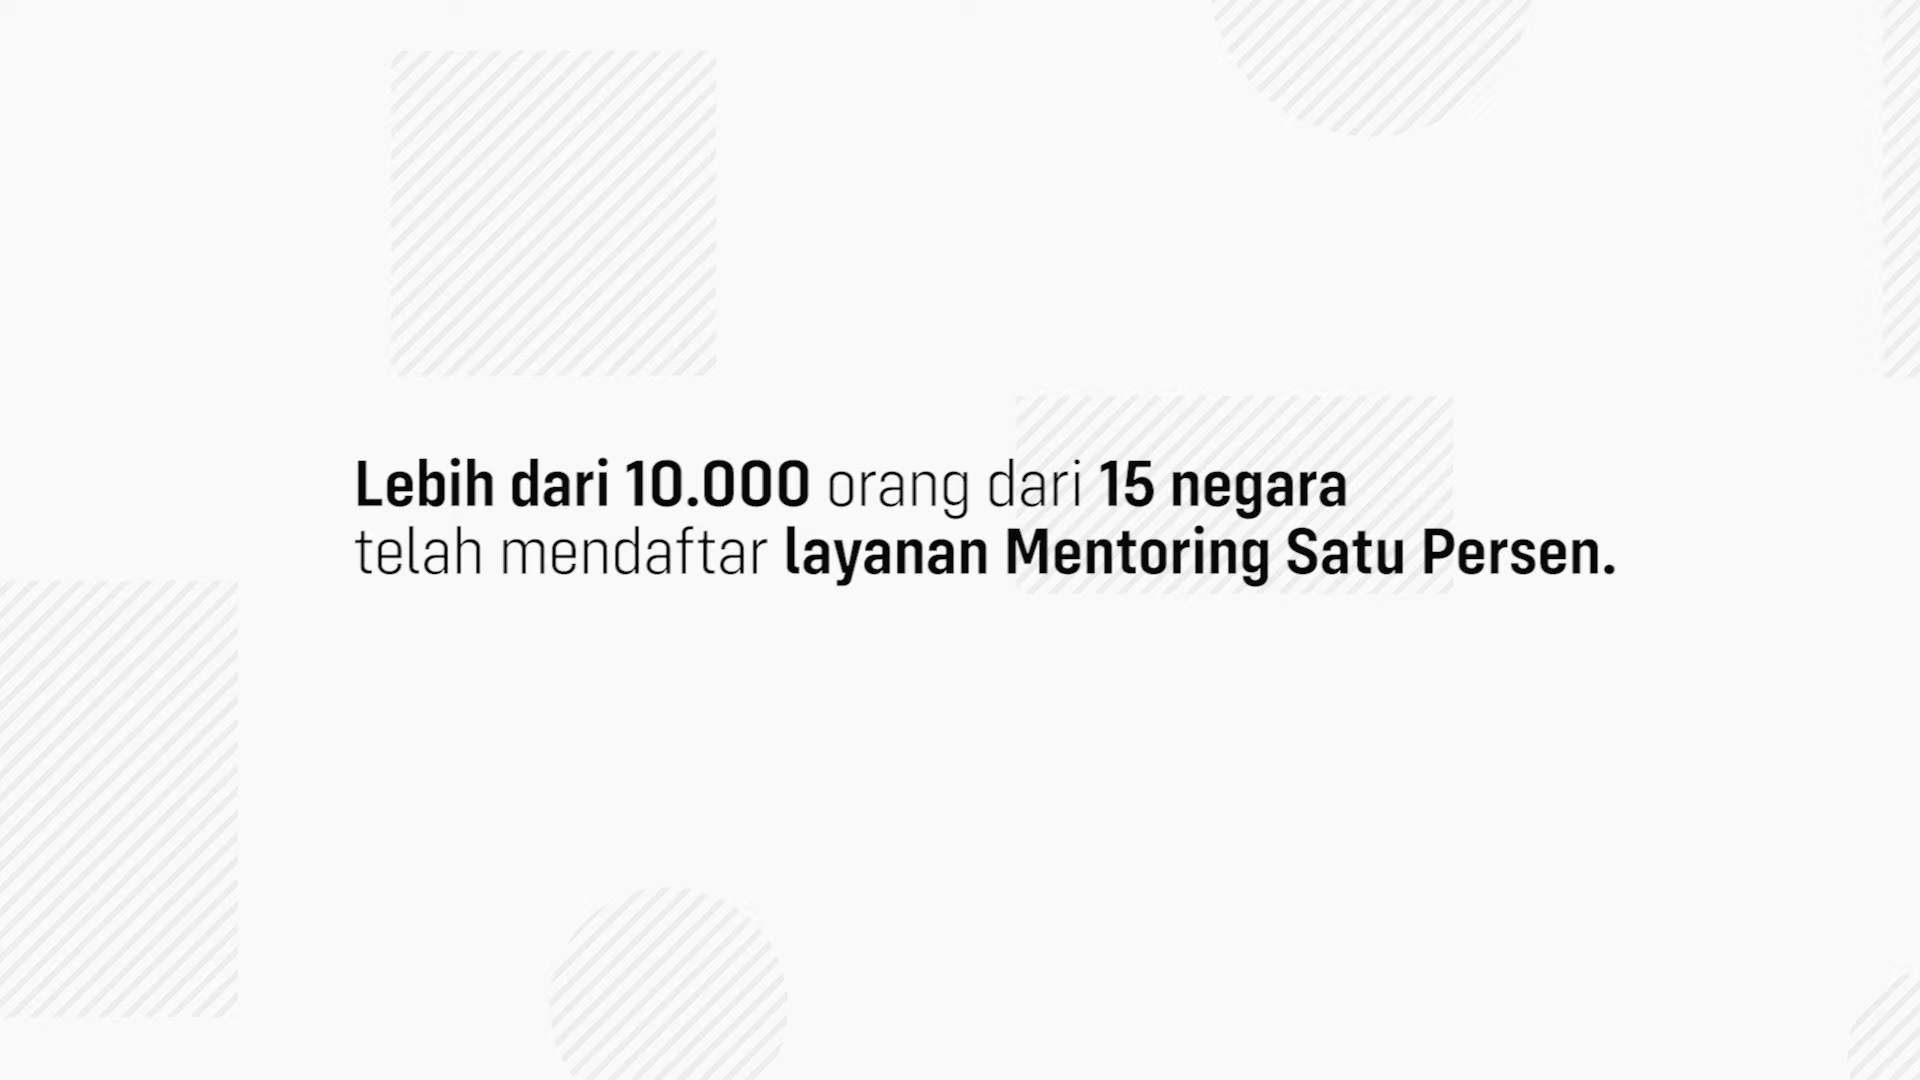 Lebih dari 10.000 orang dari 15 negara
telah mendaftar layanan Mentoring Satu Persen.